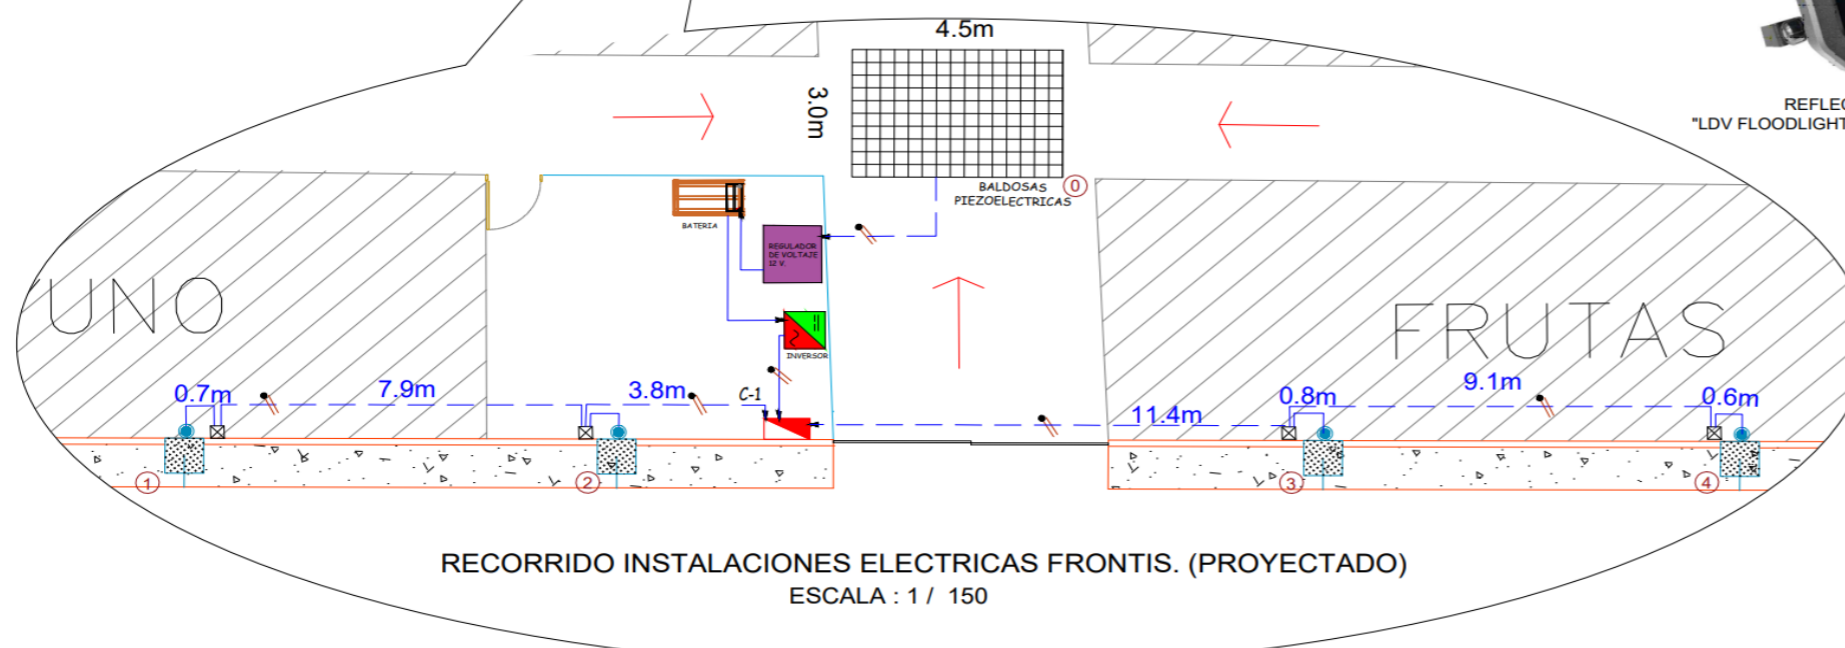 4.5m
3.0m
REFLEC
"LDV FLOODLIGHT
BALDOSAS
PIEZOELECTRICAS
0
BATERIA
REGULADOR
DE VOLTAJE
12 V.
INVERSOR
UNO
FRUTAS
0.7m
7.9m
3.8m
C-1
11.4m
0.8m
9.1m
0.6m
1
2
3
4
RECORRIDO INSTALACIONES ELECTRICAS FRONTIS. (PROYECTADO)
ESCALA : 1 / 150